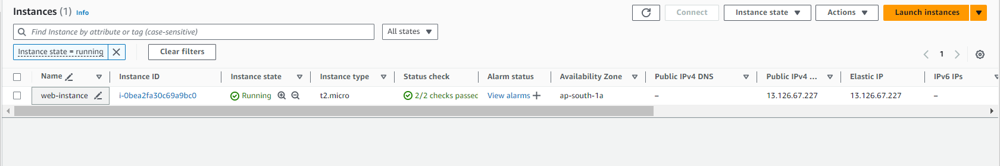 Instances (1) Info
Connect
Instance state
Actions
Launch instances
Find Instance by attribute or tag (case-sensitive)
All states
Instance state = running
Clear filters
1
Name Instance ID Instance state Instance type Status check Alarm status Availability Zone Public IPv4 DNS Public IPv4 ... Elastic IP IPv6 IPs
web-instance i-0bea2fa30c69a9bc0 Running t2.micro 2/2 checks passed View alarms + ap-south-1a – 13.126.67.227 13.126.67.227 –